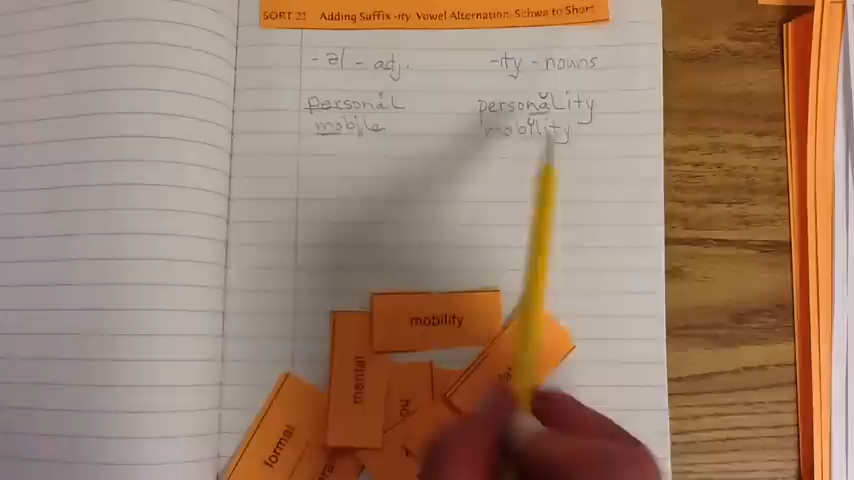 SORT 21 Adding Suffix -ity: Vowel Alternation: Schwa to Short
-əl - adj. -ity - nouns
personal personality
mobile mobility
mobility
mental
formal